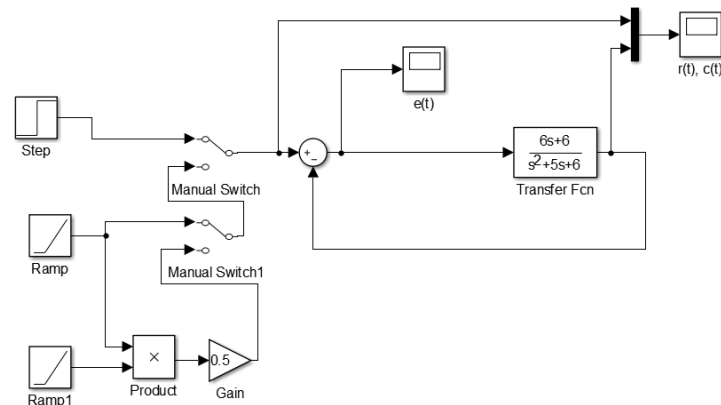 r(t), c(t)
e(t)
Step
+
−
6s+6
s²+5s+6
Transfer Fcn
Manual Switch
Ramp
Manual Switch1
×
0.5
Product
Gain
Ramp1